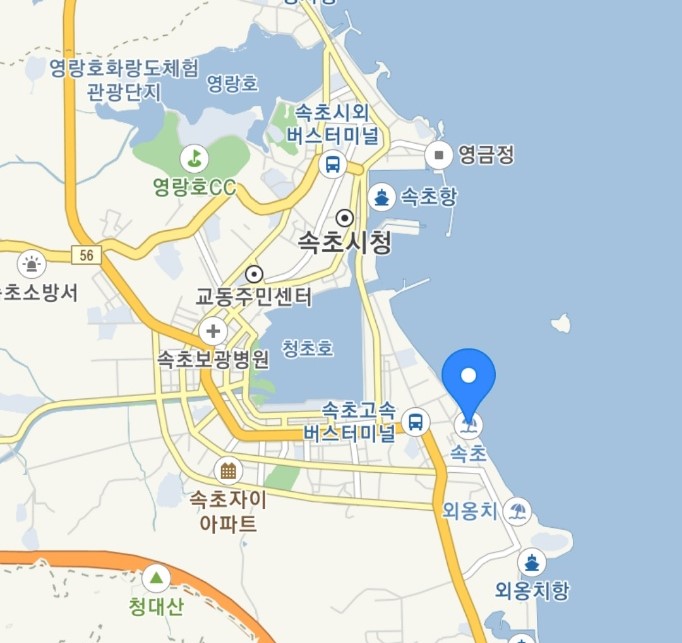 영랑호화랑도체험
관광단지
영랑호
속초시외
버스터미널
영금정
영랑호CC
속초항
속초시청
56
교동주민센터
초소방서
청초호
속초보광병원
속초고속
버스터미널
속초
속초자이
아파트
외옹치
외옹치항
청대산